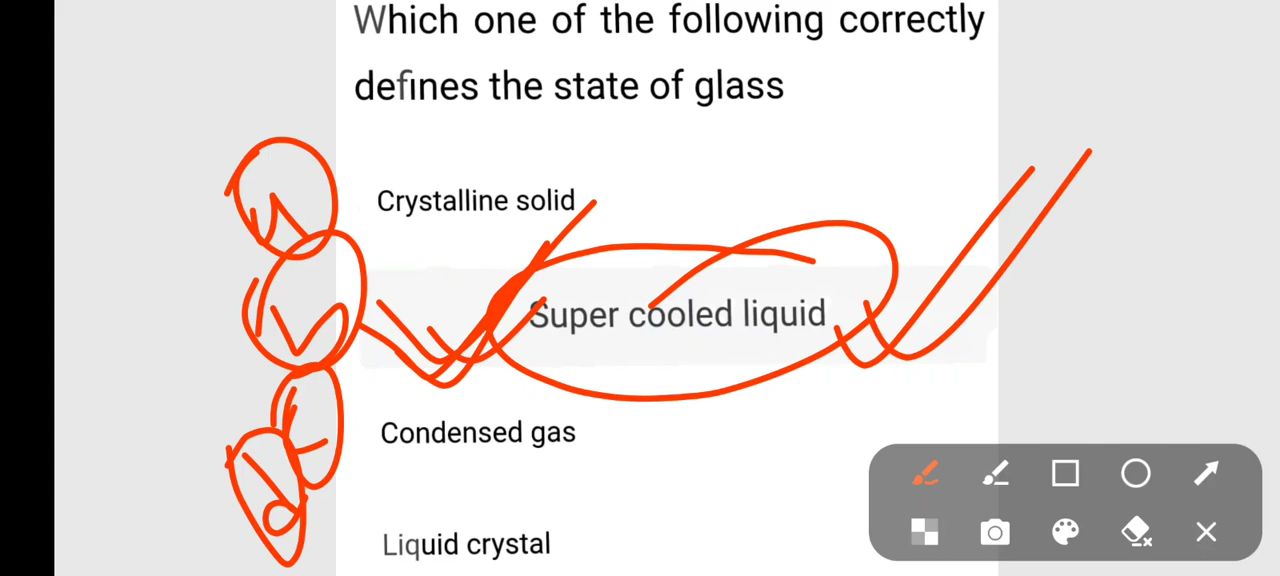 Which one of the following correctly
defines the state of glass
Crystalline solid
Super cooled liquid
Condensed gas
Liquid crystal